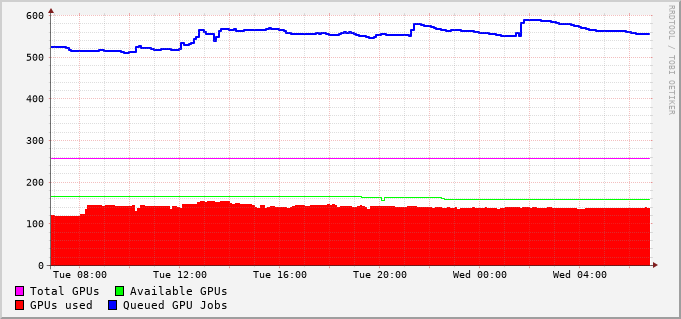 600
500
400
300
200
100
0
Tue 08:00 Tue 12:00 Tue 16:00 Tue 20:00 Wed 00:00 Wed 04:00
Total GPUs Available GPUs
GPUs used Queued GPU Jobs
RRDTOOL / TOBI OETIKER